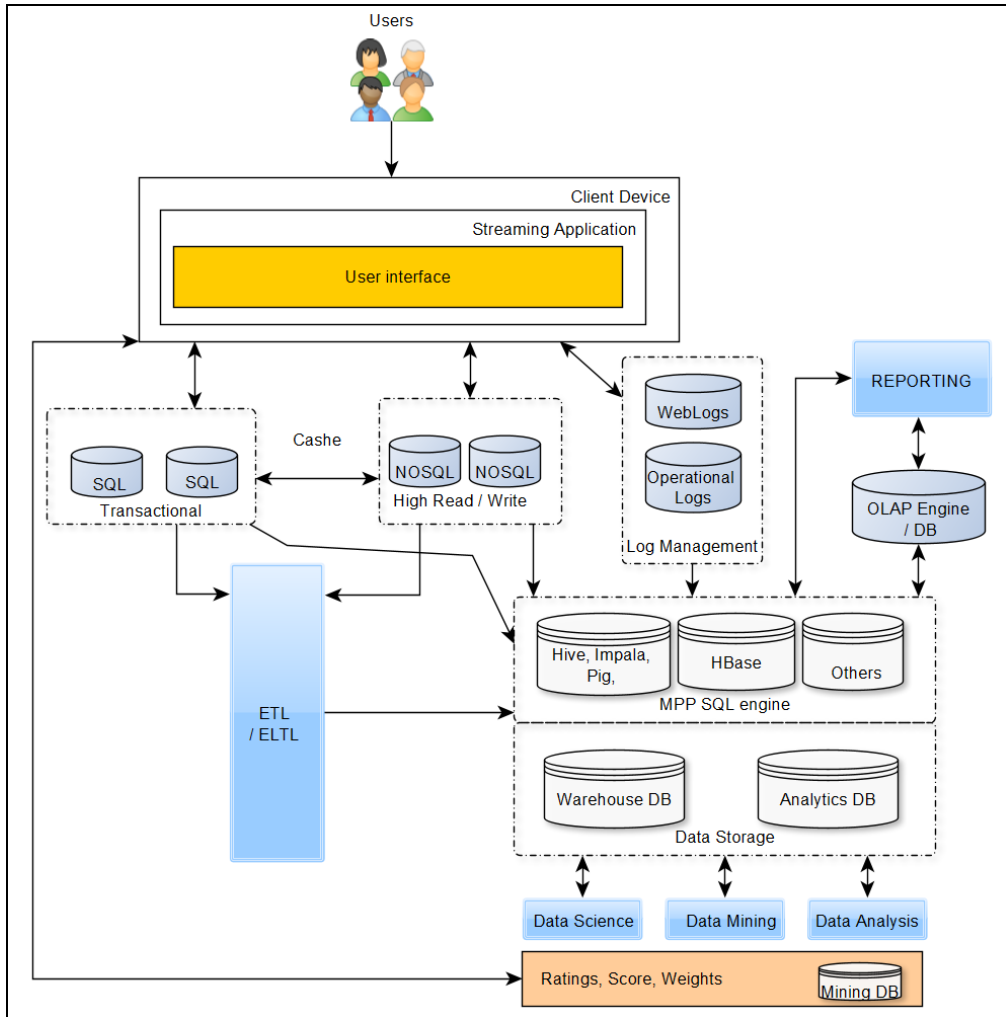 Users
Client Device
Streaming Application
User interface
REPORTING
WebLogs
Cashe
NOSQL
NOSQL
SQL
SQL
Operational
Logs
High Read / Write
Transactional
OLAP Engine
/ DB
Log Management
Hive, Impala,
Pig,
HBase
Others
MPP SQL engine
ETL
/ ELTL
Warehouse DB
Analytics DB
Data Storage
Data Science
Data Mining
Data Analysis
Ratings, Score, Weights
Mining DB